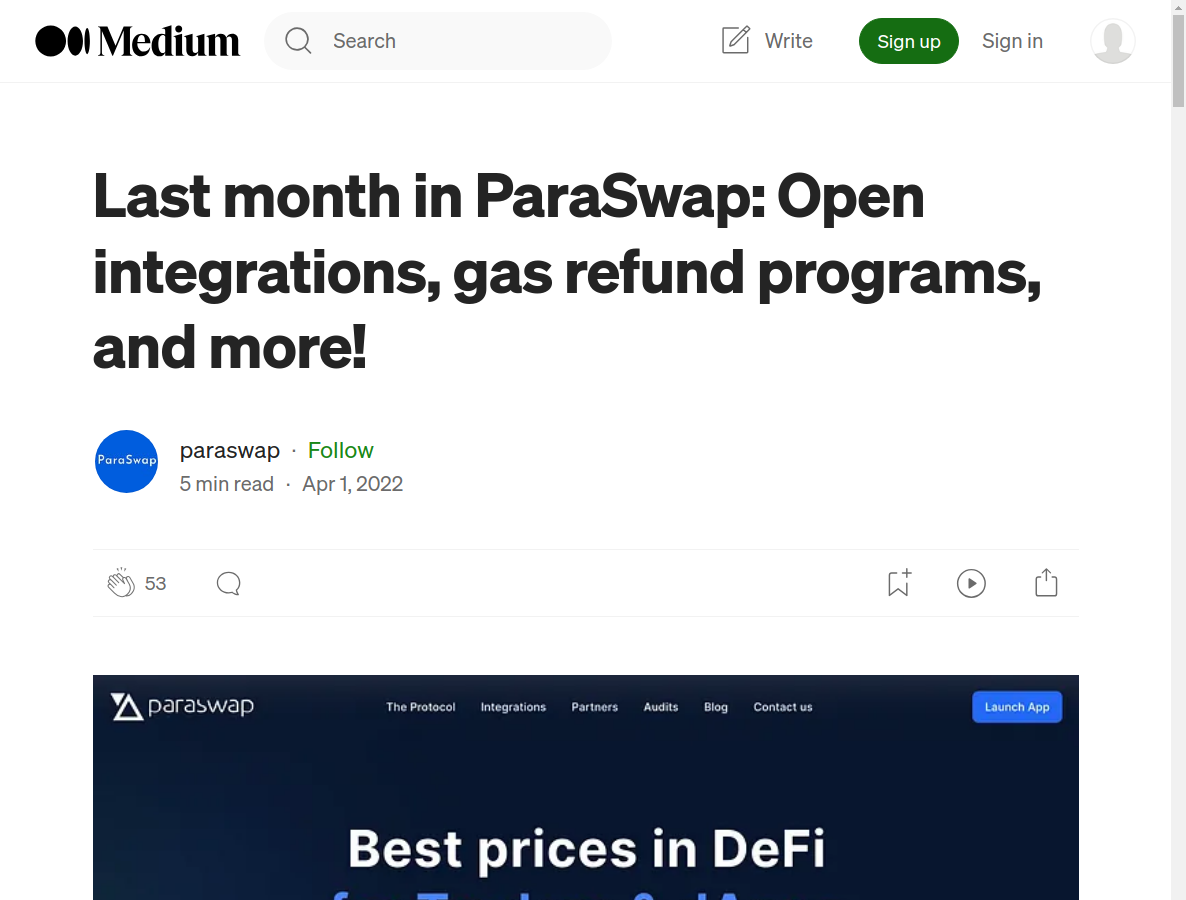 Medium
Search
Write
Sign up
Sign in
Last month in ParaSwap: Open
integrations, gas refund programs,
and more!
ParaSwap
paraswap · Follow
5 min read · Apr 1, 2022
53
paraswap
The Protocol
Integrations
Partners
Audits
Blog
Contact us
Launch App
Best prices in DeFi